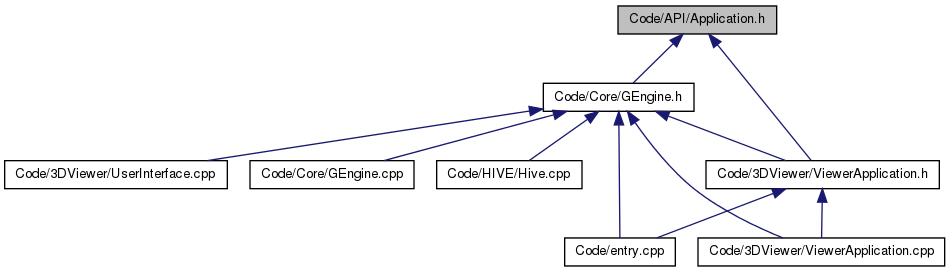 Code/API/Application.h
Code/Core/GEngine.h
Code/3DViewer/UserInterface.cpp
Code/Core/GEngine.cpp
Code/HIVE/Hive.cpp
Code/3DViewer/ViewerApplication.h
Code/entry.cpp
Code/3DViewer/ViewerApplication.cpp